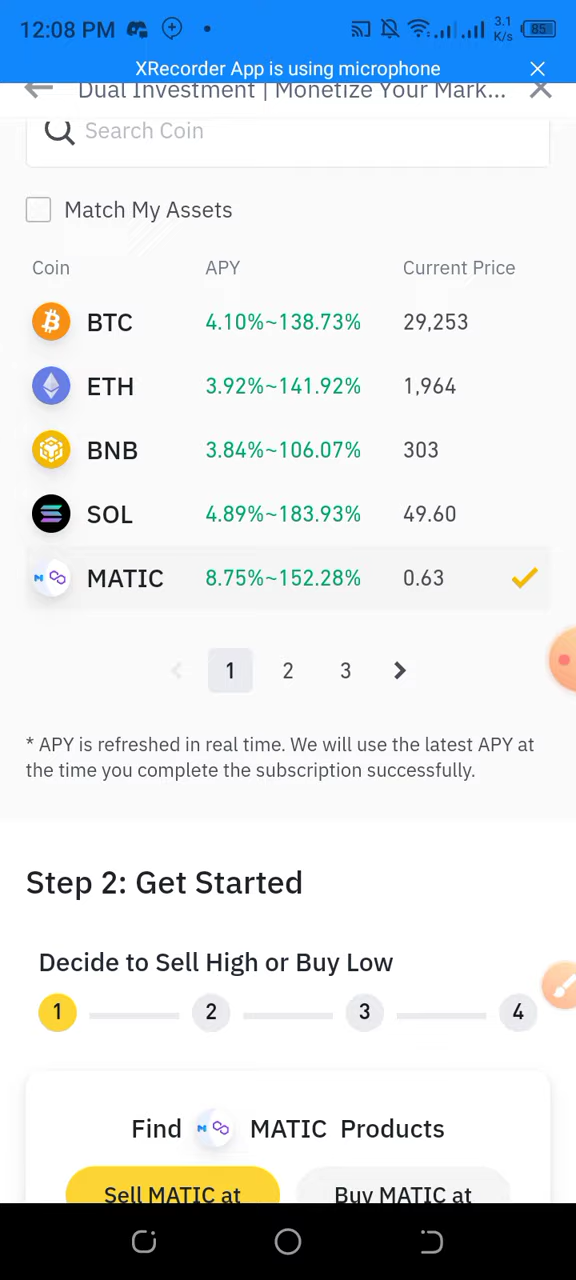 12:08 PM 3.1 K/s 85
XRecorder App is using microphone
Dual Investment | Monetize Your Mark...
Search Coin
Match My Assets
Coin APY Current Price
BTC 4.10%~138.73% 29,253
ETH 3.92%~141.92% 1,964
BNB 3.84%~106.07% 303
SOL 4.89%~183.93% 49.60
MATIC 8.75%~152.28% 0.63
1 2 3
* APY is refreshed in real time. We will use the latest APY at
the time you complete the subscription successfully.
Step 2: Get Started
Decide to Sell High or Buy Low
1 2 3 4
Find MATIC Products
Sell MATIC at Buy MATIC at